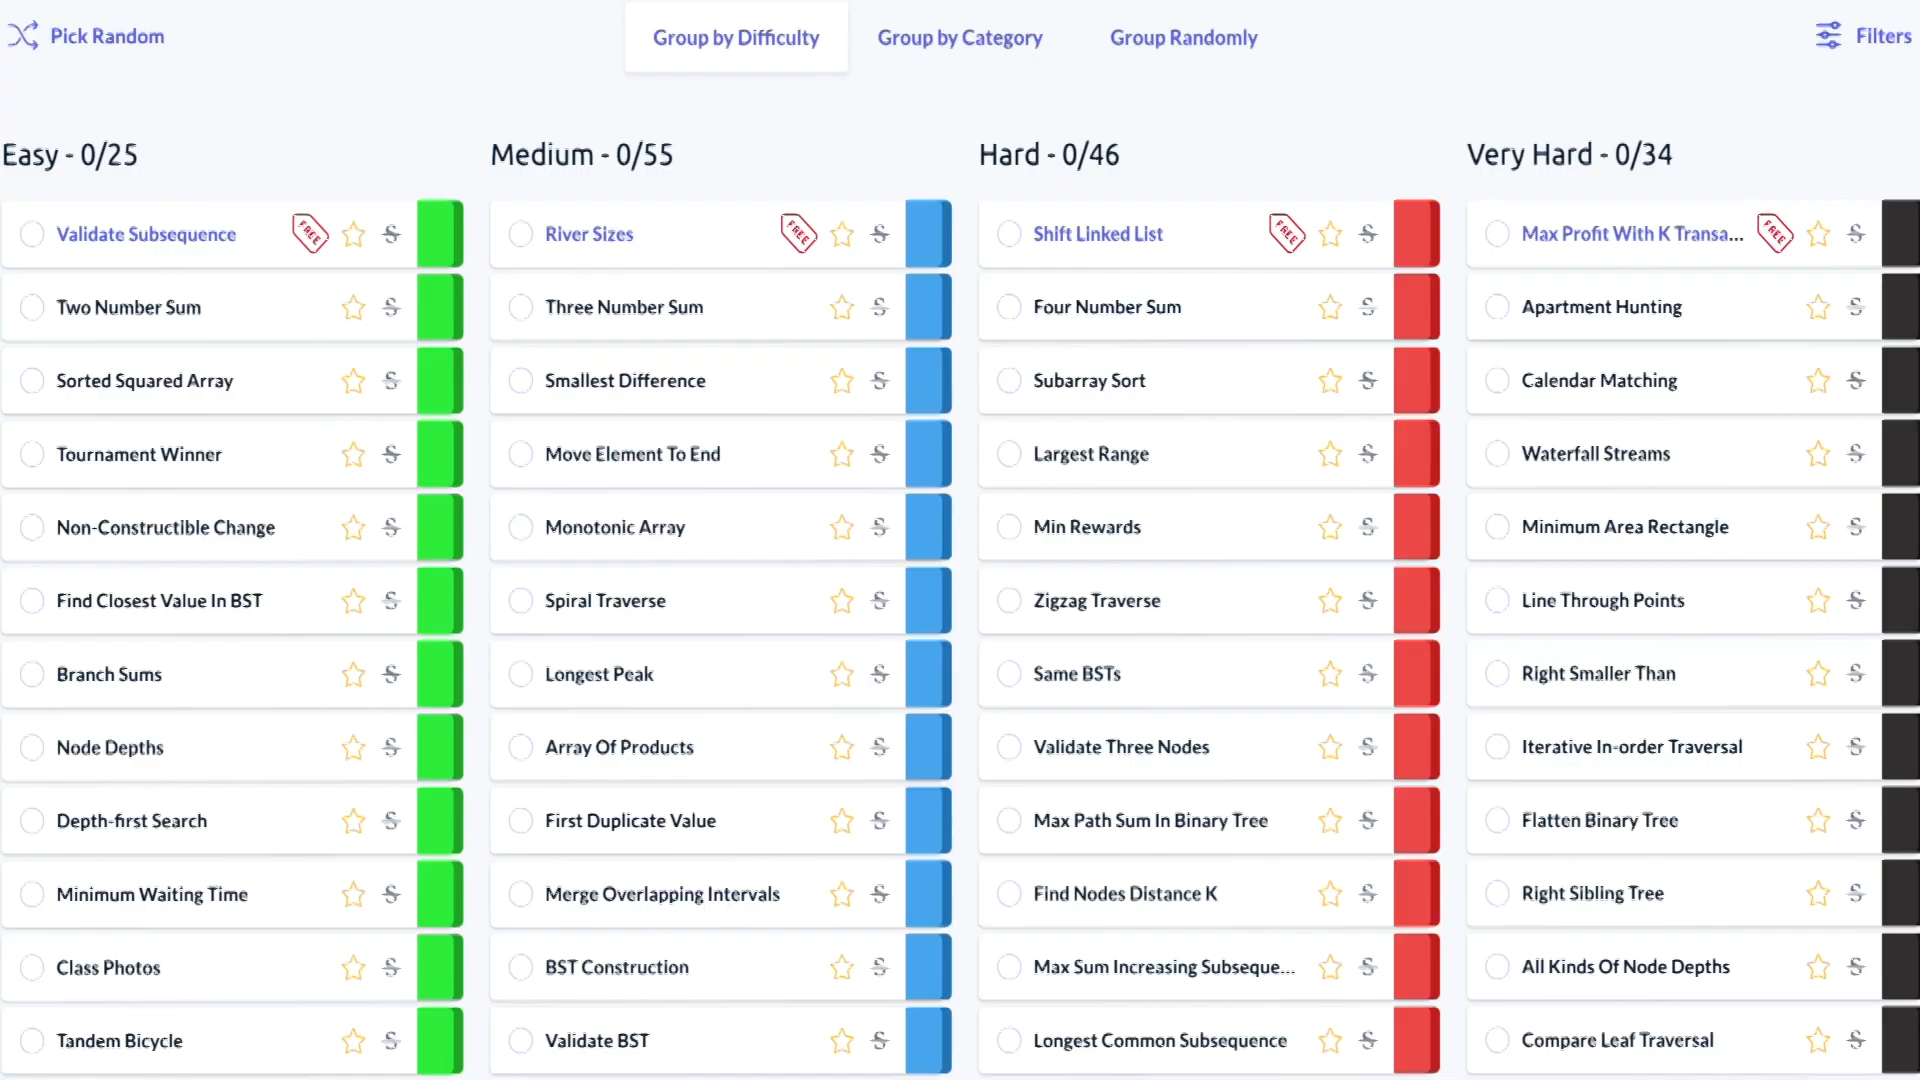 Pick Random
Group by Difficulty
Group by Category
Group Randomly
Filters
Easy - 0/25
Validate Subsequence FREE S
Two Number Sum S
Sorted Squared Array S
Tournament Winner S
Non-Constructible Change S
Find Closest Value In BST S
Branch Sums S
Node Depths S
Depth-first Search S
Minimum Waiting Time S
Class Photos S
Tandem Bicycle S
Medium - 0/55
River Sizes FREE S
Three Number Sum S
Smallest Difference S
Move Element To End S
Monotonic Array S
Spiral Traverse S
Longest Peak S
Array Of Products S
First Duplicate Value S
Merge Overlapping Intervals S
BST Construction S
Validate BST S
Hard - 0/46
Shift Linked List FREE S
Four Number Sum S
Subarray Sort S
Largest Range S
Min Rewards S
Zigzag Traverse S
Same BSTs S
Validate Three Nodes S
Max Path Sum In Binary Tree S
Find Nodes Distance K S
Max Sum Increasing Subseque... S
Longest Common Subsequence S
Very Hard - 0/34
Max Profit With K Transa... FREE S
Apartment Hunting S
Calendar Matching S
Waterfall Streams S
Minimum Area Rectangle S
Line Through Points S
Right Smaller Than S
Iterative In-order Traversal S
Flatten Binary Tree S
Right Sibling Tree S
All Kinds Of Node Depths S
Compare Leaf Traversal S